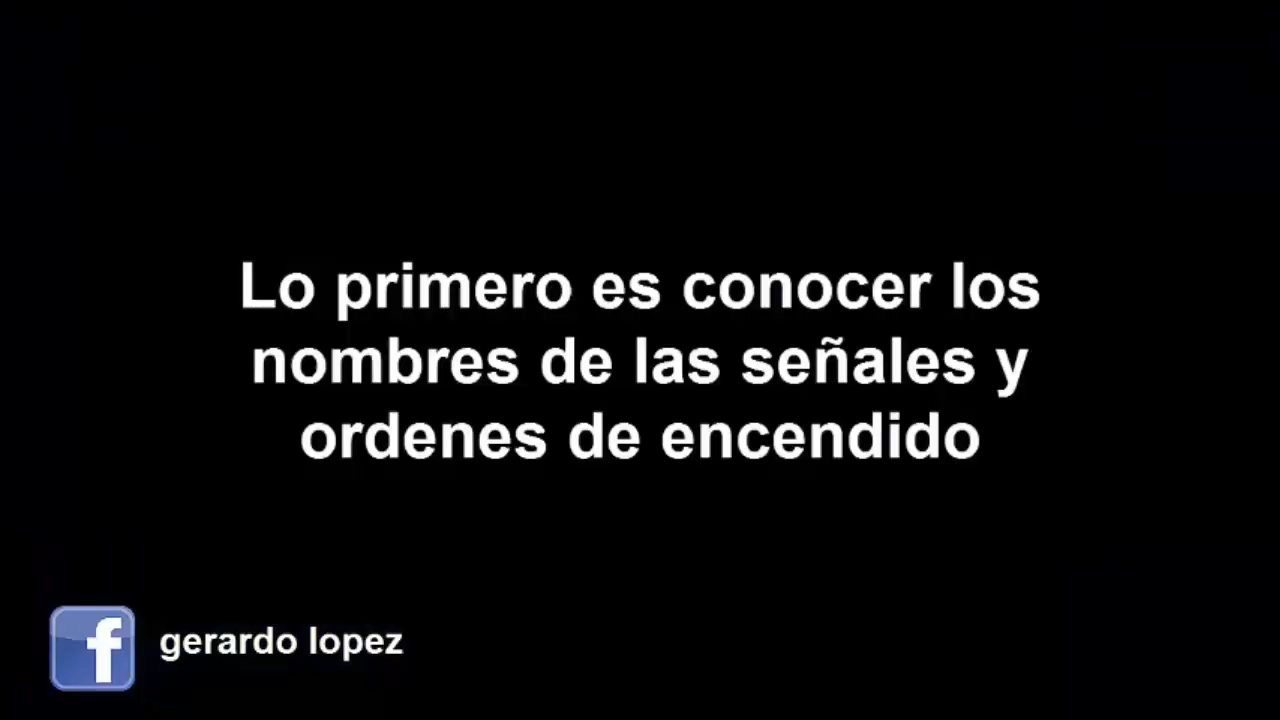 Lo primero es conocer los
nombres de las señales y
ordenes de encendido
f gerardo lopez